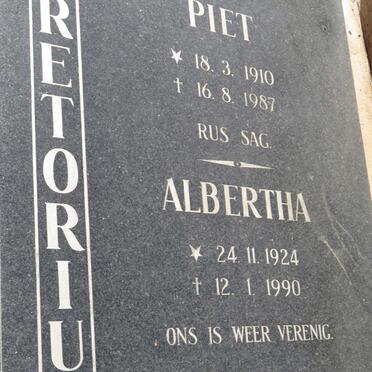 RETORIU
PIET
* 18. 3. 1910
† 16. 8. 1987
RUS SAG.
ALBERTHA
* 24. 11. 1924
† 12. 1. 1990
ONS IS WEER VERENIG.